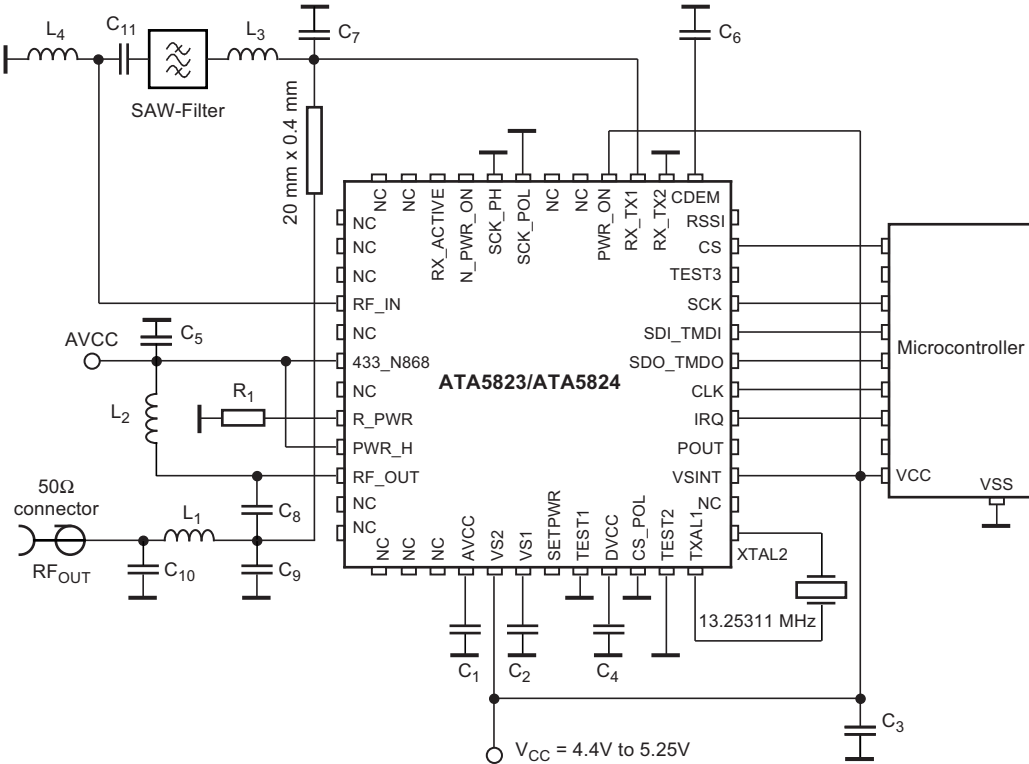 L4
C11
L3
C7
C6
SAW-Filter
20 mm x 0.4 mm
NC
NC
RX_ACTIVE
N_PWR_ON
SCK_PH
SCK_POL
NC
NC
PWR_ON
RX_TX1
RX_TX2
CDEM
NC
NC
NC
RF_IN
NC
433_N868
NC
R_PWR
PWR_H
RF_OUT
NC
NC
RSSI
CS
TEST3
SCK
SDI_TMDI
SDO_TMDO
CLK
IRQ
POUT
VSINT
NC
XTAL2
ATA5823/ATA5824
Microcontroller
VCC
VSS
AVCC
C5
L2
R1
50Ω
connector
RFOUT
L1
C8
C10
C9
NC
NC
NC
AVCC
VS2
VS1
SETPWR
TEST1
DVCC
CS_POL
TEST2
TXAL1
13.25311 MHz
C1
C2
C4
C3
VCC = 4.4V to 5.25V